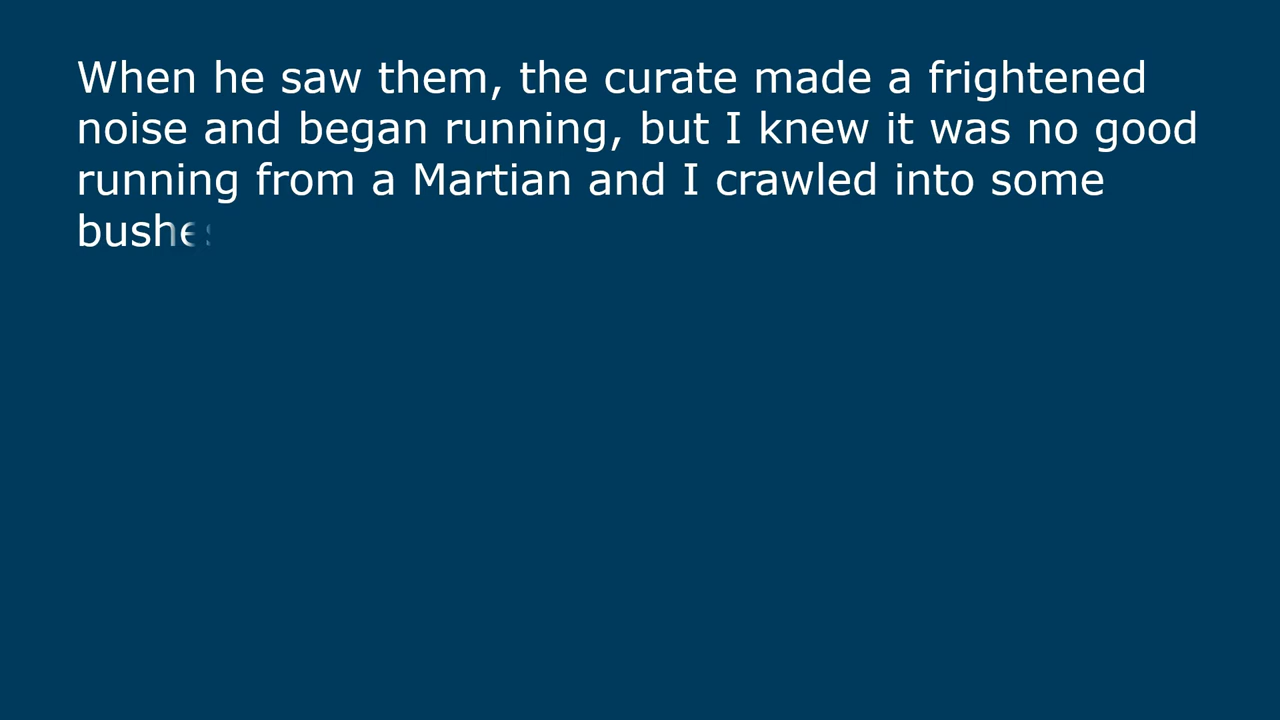 When he saw them, the curate made a frightened
noise and began running, but I knew it was no good
running from a Martian and I crawled into some
bushes